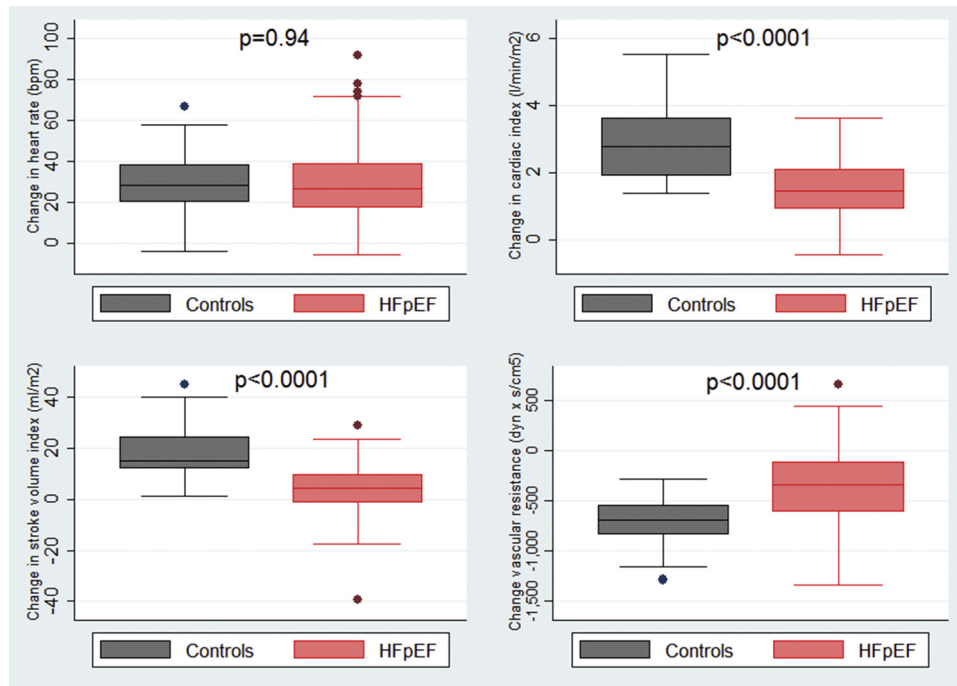 p=0.94
Change in heart rate (bpm)
100
80
60
40
20
0
Controls HFpEF
p<0.0001
Change in cardiac index (l/min/m2)
6
4
2
0
Controls HFpEF
p<0.0001
Change in stroke volume index (ml/m2)
40
20
0
-20
-40
Controls HFpEF
p<0.0001
Change vascular resistance (dyn x s/cm5)
500
0
-500
-1,000
-1,500
Controls HFpEF